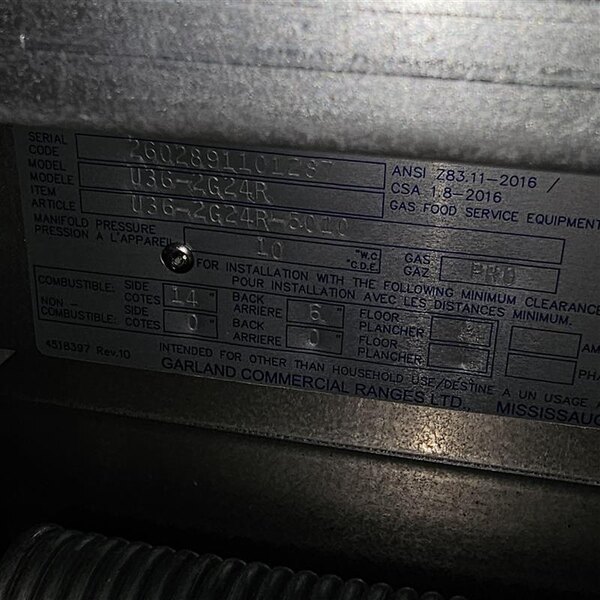 SERIAL CODE
MODEL MODELE U36-2G24R
ITEM ARTICLE U36-2G24R-5010
ANSI Z83.11-2016 /
CSA 1.8-2016
GAS FOOD SERVICE EQUIPMENT
MANIFOLD PRESSURE
PRESSION À L'APPAREIL 10 "W.C. "C.D.E. GAS GAZ PRO
FOR INSTALLATION WITH THE FOLLOWING MINIMUM CLEARANCE
POUR INSTALLATION AVEC LES DISTANCES MINIMUM.
COMBUSTIBLE: SIDE COTES 14 " BACK ARRIERE 6 " FLOOR PLANCHER
NON - COMBUSTIBLE: SIDE COTES 0 " BACK ARRIERE 0 " FLOOR PLANCHER
4518397 Rev.10 INTENDED FOR OTHER THAN HOUSEHOLD USE/DESTINE A UN USAGE
GARLAND COMMERCIAL RANGES LTD., MISSISSAUG